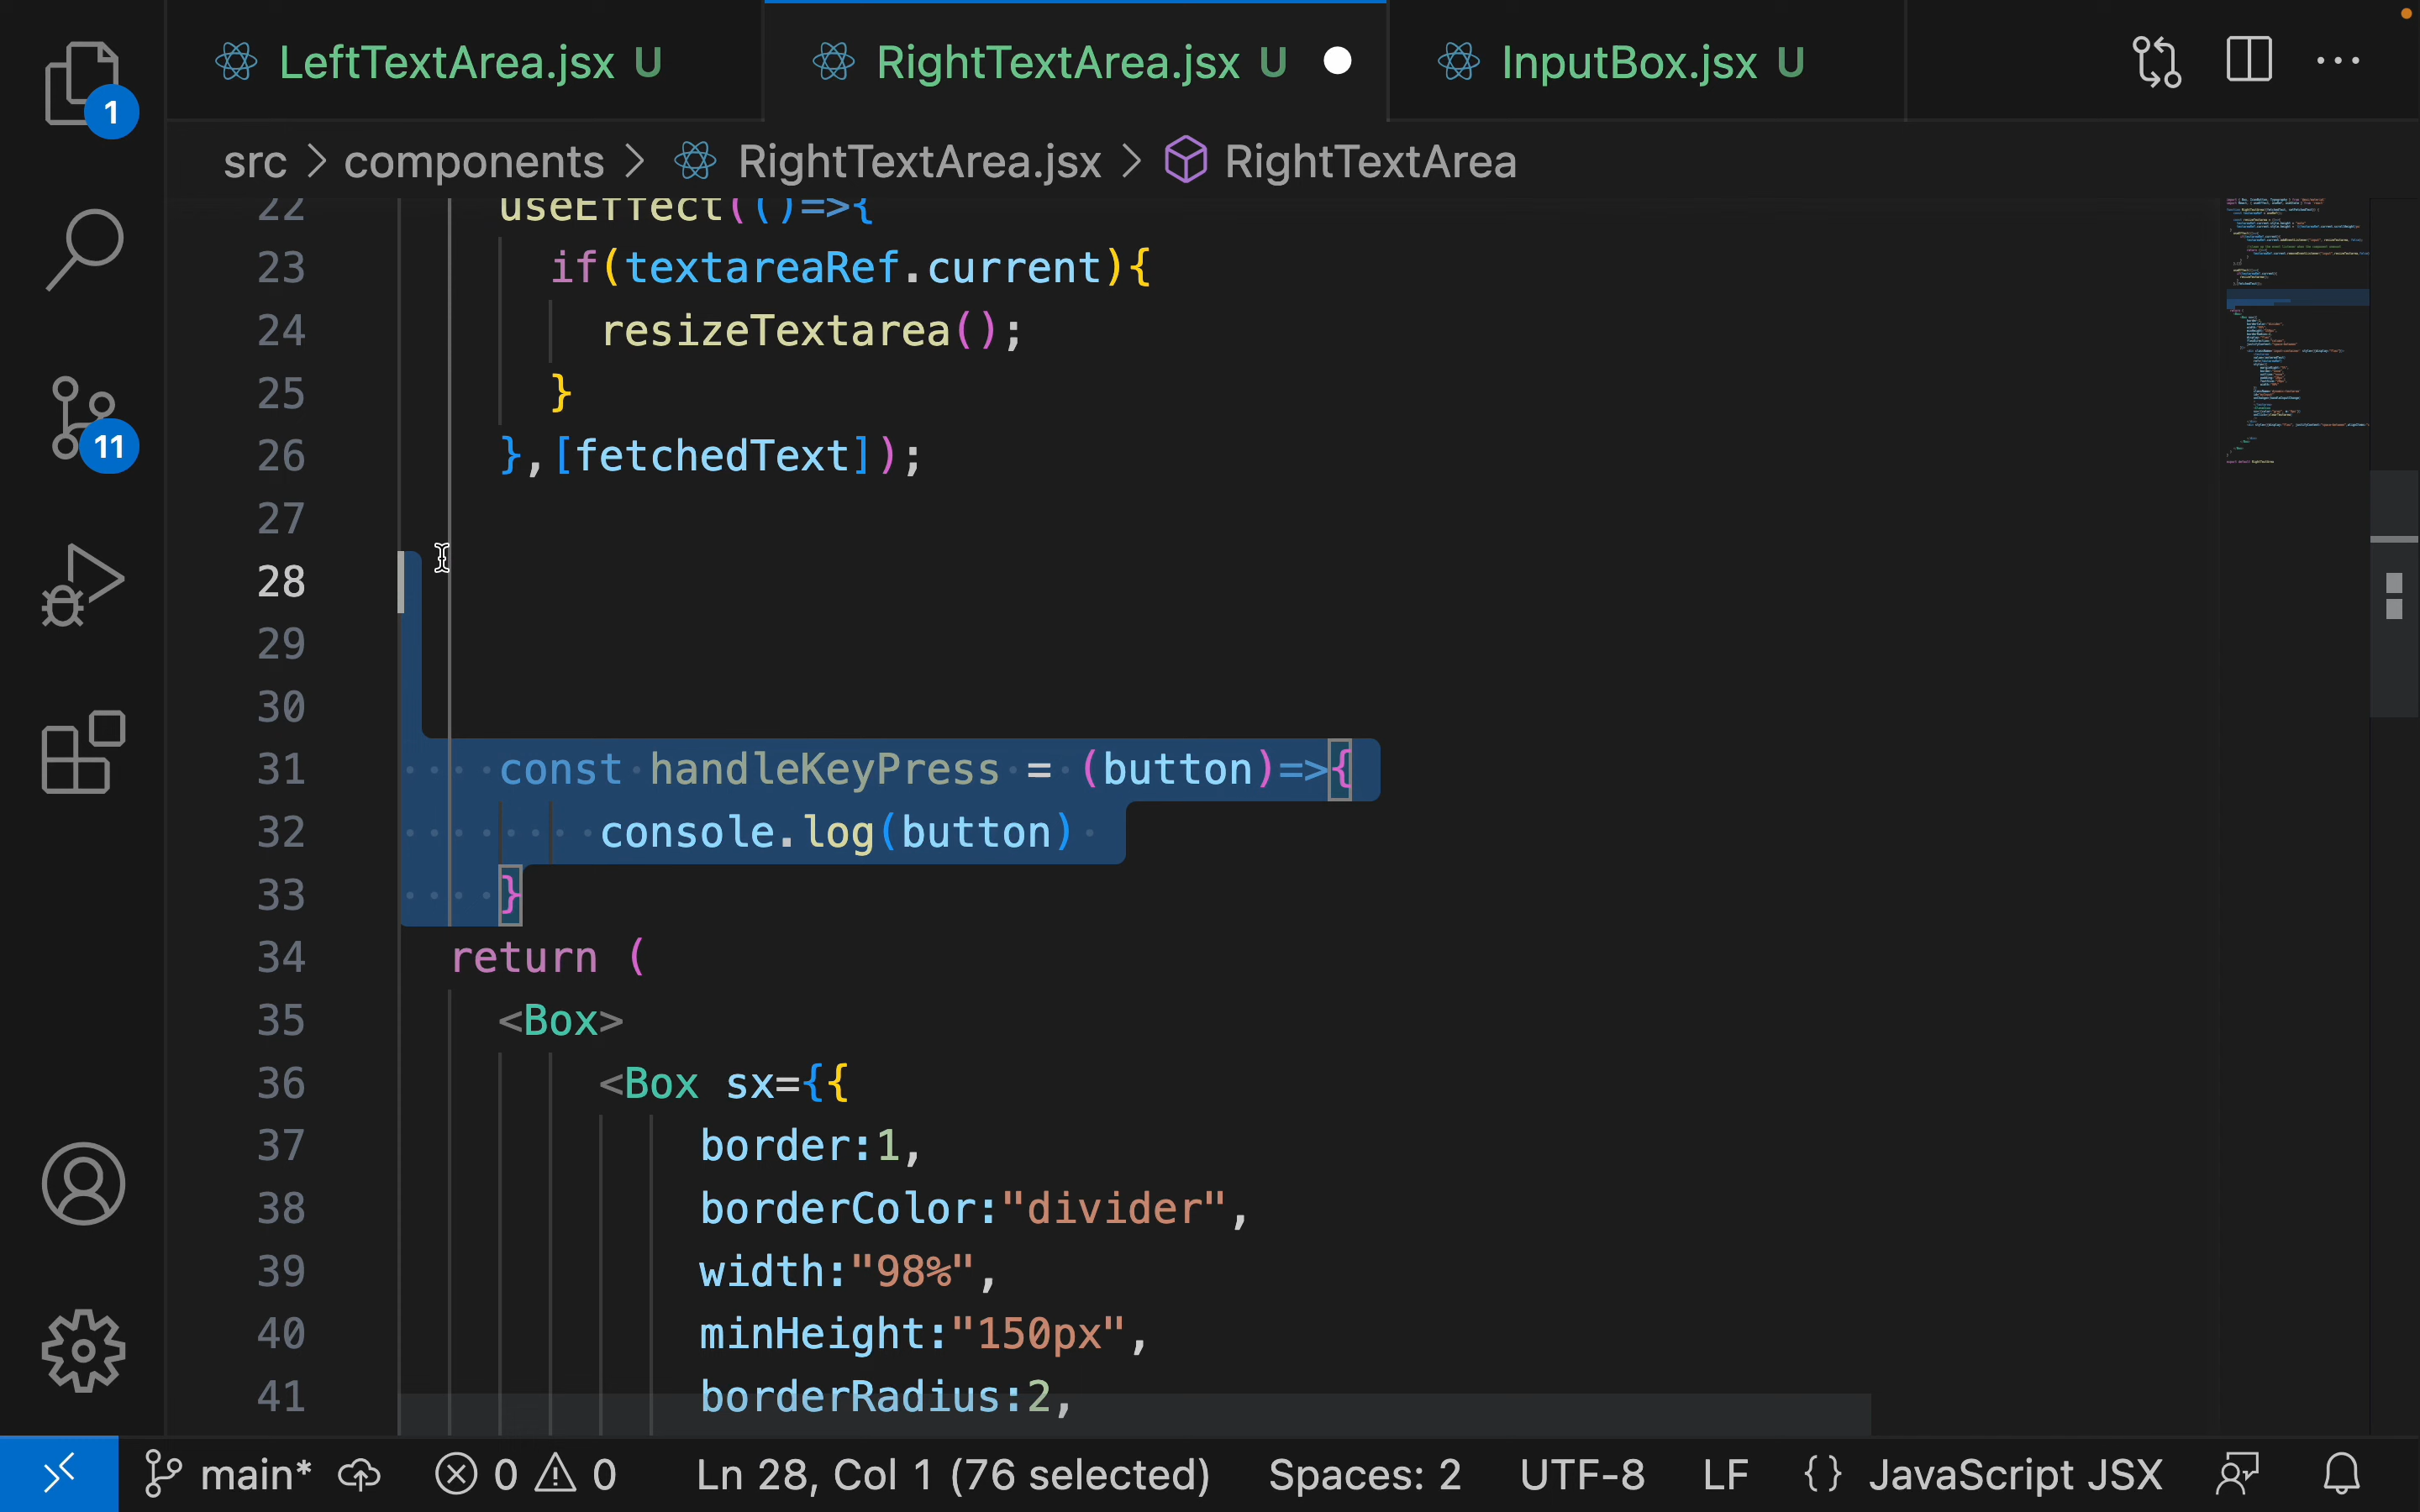 LeftTextArea.jsx U
RightTextArea.jsx U
InputBox.jsx U
1
11
src > components > RightTextArea.jsx > RightTextArea
22 useEffect(()=>{
23 if(textareaRef.current){
24 resizeTextarea();
25 }
26 },[fetchedText]);
27
28
29
30
31 const handleKeyPress = (button)=>{
32 console.log(button)
33 }
34 return (
35 <Box>
36 <Box sx={{
37 border:1,
38 borderColor:"divider",
39 width:"98%",
40 minHeight:"150px",
41 borderRadius:2,
main* 0 0 Ln 28, Col 1 (76 selected) Spaces: 2 UTF-8 LF {} JavaScript JSX